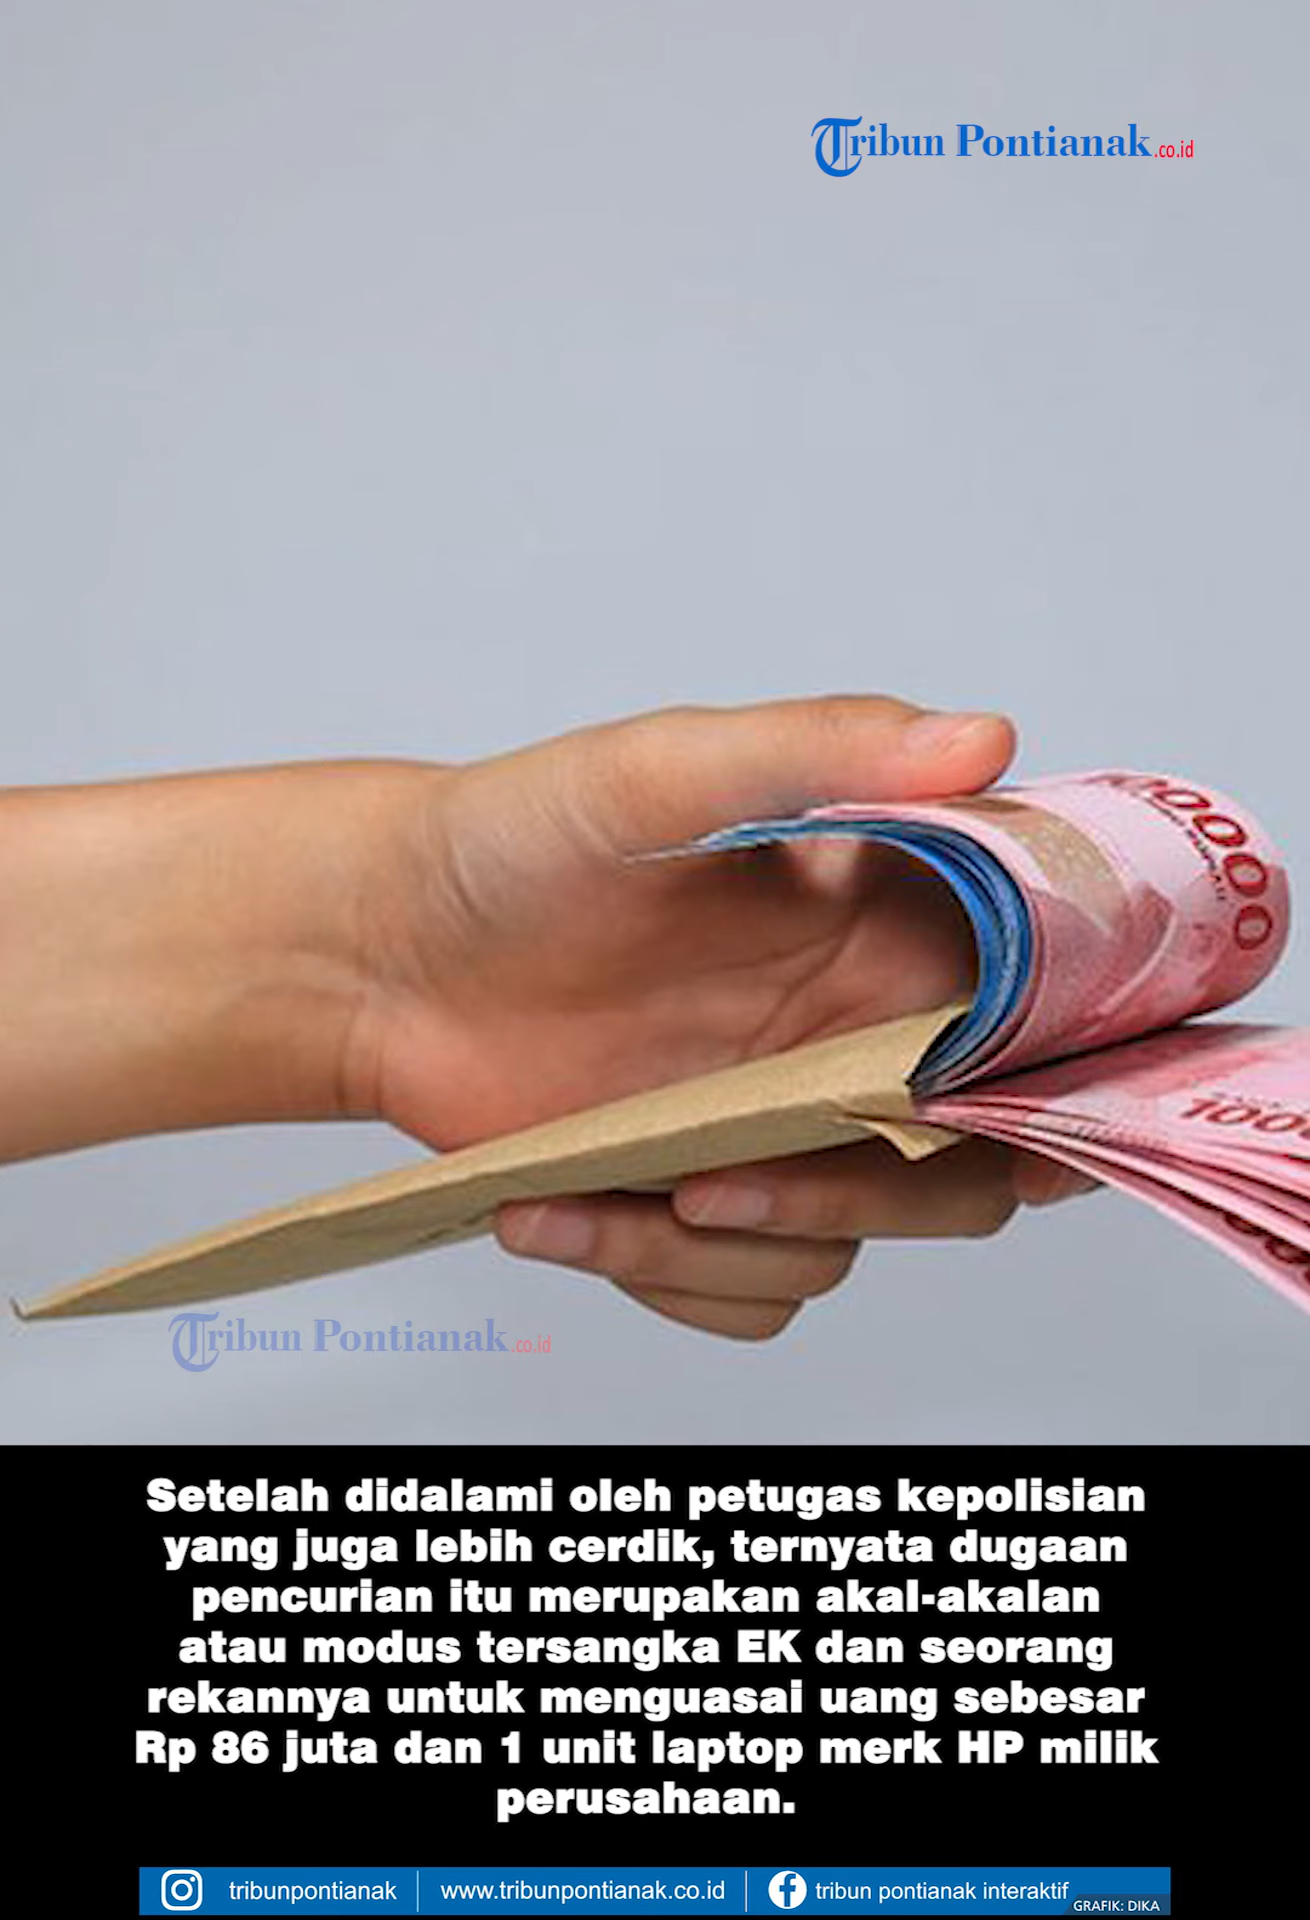 Tribun Pontianak.co.id
00000
1000
Tribun Pontianak.co.id
Setelah didalami oleh petugas kepolisian
yang juga lebih cerdik, ternyata dugaan
pencurian itu merupakan akal-akalan
atau modus tersangka EK dan seorang
rekannya untuk menguasai uang sebesar
Rp 86 juta dan 1 unit laptop merk HP milik
perusahaan.
tribunpontianak
www.tribunpontianak.co.id
tribun pontianak interaktif
GRAFIK: DIKA